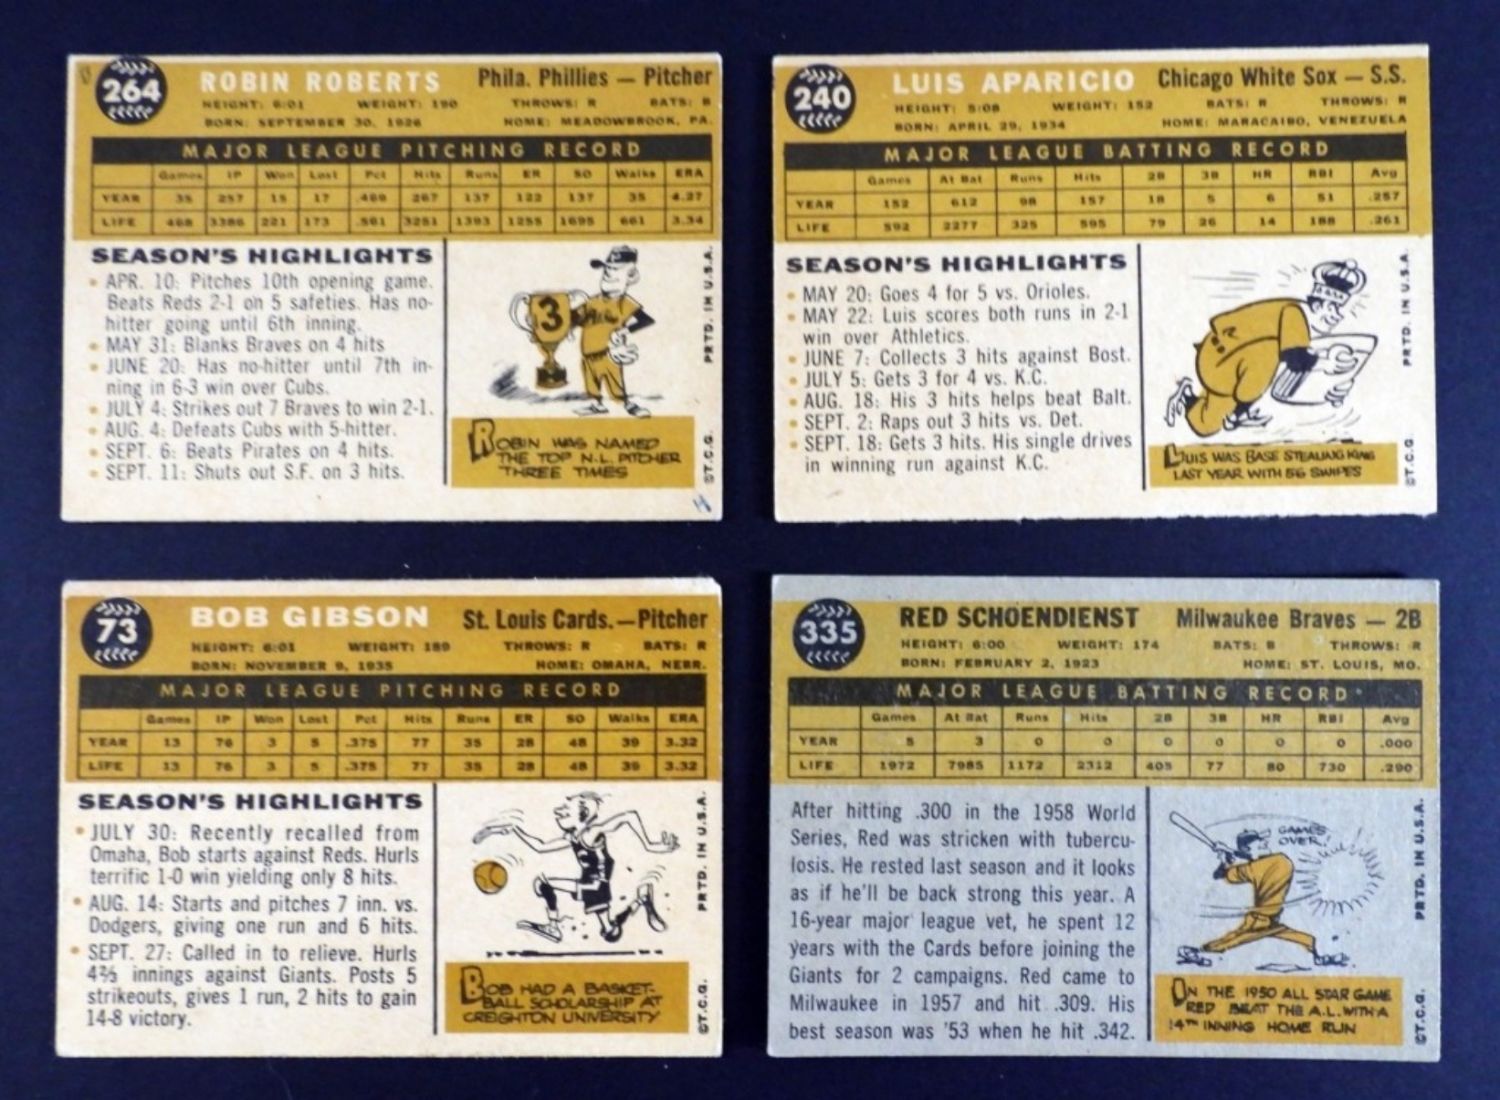 264
ROBIN ROBERTS Phila. Phillies — Pitcher
HEIGHT: 6:01 WEIGHT: 190 THROWS: R BATS: B
BORN: SEPTEMBER 30, 1926 HOME: MEADOWBROOK, PA.
MAJOR LEAGUE PITCHING RECORD
Games IP Won Lost Pct Hits Runs ER SO Walks ERA
YEAR 35 257 15 17 .469 267 137 122 137 35 4.27
LIFE 468 3386 221 173 .561 3251 1393 1255 1695 661 3.34
SEASON'S HIGHLIGHTS
• APR. 10: Pitches 10th opening game.
Beats Reds 2-1 on 5 safeties. Has no-
hitter going until 6th inning.
• MAY 31: Blanks Braves on 4 hits
• JUNE 20: Has no-hitter until 7th in-
ning in 6-3 win over Cubs.
• JULY 4: Strikes out 7 Braves to win 2-1.
• AUG. 4: Defeats Cubs with 5-hitter.
• SEPT. 6: Beats Pirates on 4 hits.
• SEPT. 11: Shuts out S.F. on 3 hits.
3
ROBIN WAS NAMED
THE TOP N.L. PITCHER
THREE TIMES
©T.C.G. PRTD. IN U.S.A.
240
LUIS APARICIO Chicago White Sox — S.S.
HEIGHT: 5:08 WEIGHT: 152 BATS: R THROWS: R
BORN: APRIL 29, 1934 HOME: MARACAIBO, VENEZUELA
MAJOR LEAGUE BATTING RECORD
Games At Bat Runs Hits 2B 3B HR RBI Avg
YEAR 152 612 98 157 18 5 6 51 .257
LIFE 592 2277 325 595 79 26 14 188 .261
SEASON'S HIGHLIGHTS
• MAY 20: Goes 4 for 5 vs. Orioles.
• MAY 22: Luis scores both runs in 2-1
win over Athletics.
• JUNE 7: Collects 3 hits against Bost.
• JULY 5: Gets 3 for 4 vs. K.C.
• AUG. 18: His 3 hits helps beat Balt.
• SEPT. 2: Raps out 3 hits vs. Det.
• SEPT. 18: Gets 3 hits. His single drives
in winning run against K.C.
LUIS WAS BASE STEALING KING
LAST YEAR WITH 56 SWIPES
©T.C.G. PRTD. IN U.S.A.
73
BOB GIBSON St. Louis Cards.—Pitcher
HEIGHT: 6:01 WEIGHT: 189 THROWS: R BATS: R
BORN: NOVEMBER 9, 1935 HOME: OMAHA, NEBR.
MAJOR LEAGUE PITCHING RECORD
Games IP Won Lost Pct Hits Runs ER SO Walks ERA
YEAR 13 76 3 5 .375 77 35 28 48 39 3.32
LIFE 13 76 3 5 .375 77 35 28 48 39 3.32
SEASON'S HIGHLIGHTS
• JULY 30: Recently recalled from
Omaha, Bob starts against Reds. Hurls
terrific 1-0 win yielding only 8 hits.
• AUG. 14: Starts and pitches 7 inn. vs.
Dodgers, giving one run and 6 hits.
• SEPT. 27: Called in to relieve. Hurls
4⅔ innings against Giants. Posts 5
strikeouts, gives 1 run, 2 hits to gain
14-8 victory.
BOB HAD A BASKET-
BALL SCHOLARSHIP AT
CREIGHTON UNIVERSITY
©T.C.G. PRTD. IN U.S.A.
335
RED SCHOENDIENST Milwaukee Braves — 2B
HEIGHT: 6:00 WEIGHT: 174 BATS: B THROWS: R
BORN: FEBRUARY 2, 1923 HOME: ST. LOUIS, MO.
MAJOR LEAGUE BATTING RECORD
Games At Bat Runs Hits 2B 3B HR RBI Avg
YEAR 5 3 0 0 0 0 0 0 .000
LIFE 1972 7985 1172 2312 405 77 80 730 .290
After hitting .300 in the 1958 World
Series, Red was stricken with tubercu-
losis. He rested last season and it looks
as if he'll be back strong this year. A
16-year major league vet, he spent 12
years with the Cards before joining the
Giants for 2 campaigns. Red came to
Milwaukee in 1957 and hit .309. His
best season was '53 when he hit .342.
GAME'S
OVER!
IN THE 1950 ALL STAR GAME
RED BEAT THE A.L. WITH A
14TH INNING HOME RUN
©T.C.G. PRTD. IN U.S.A.